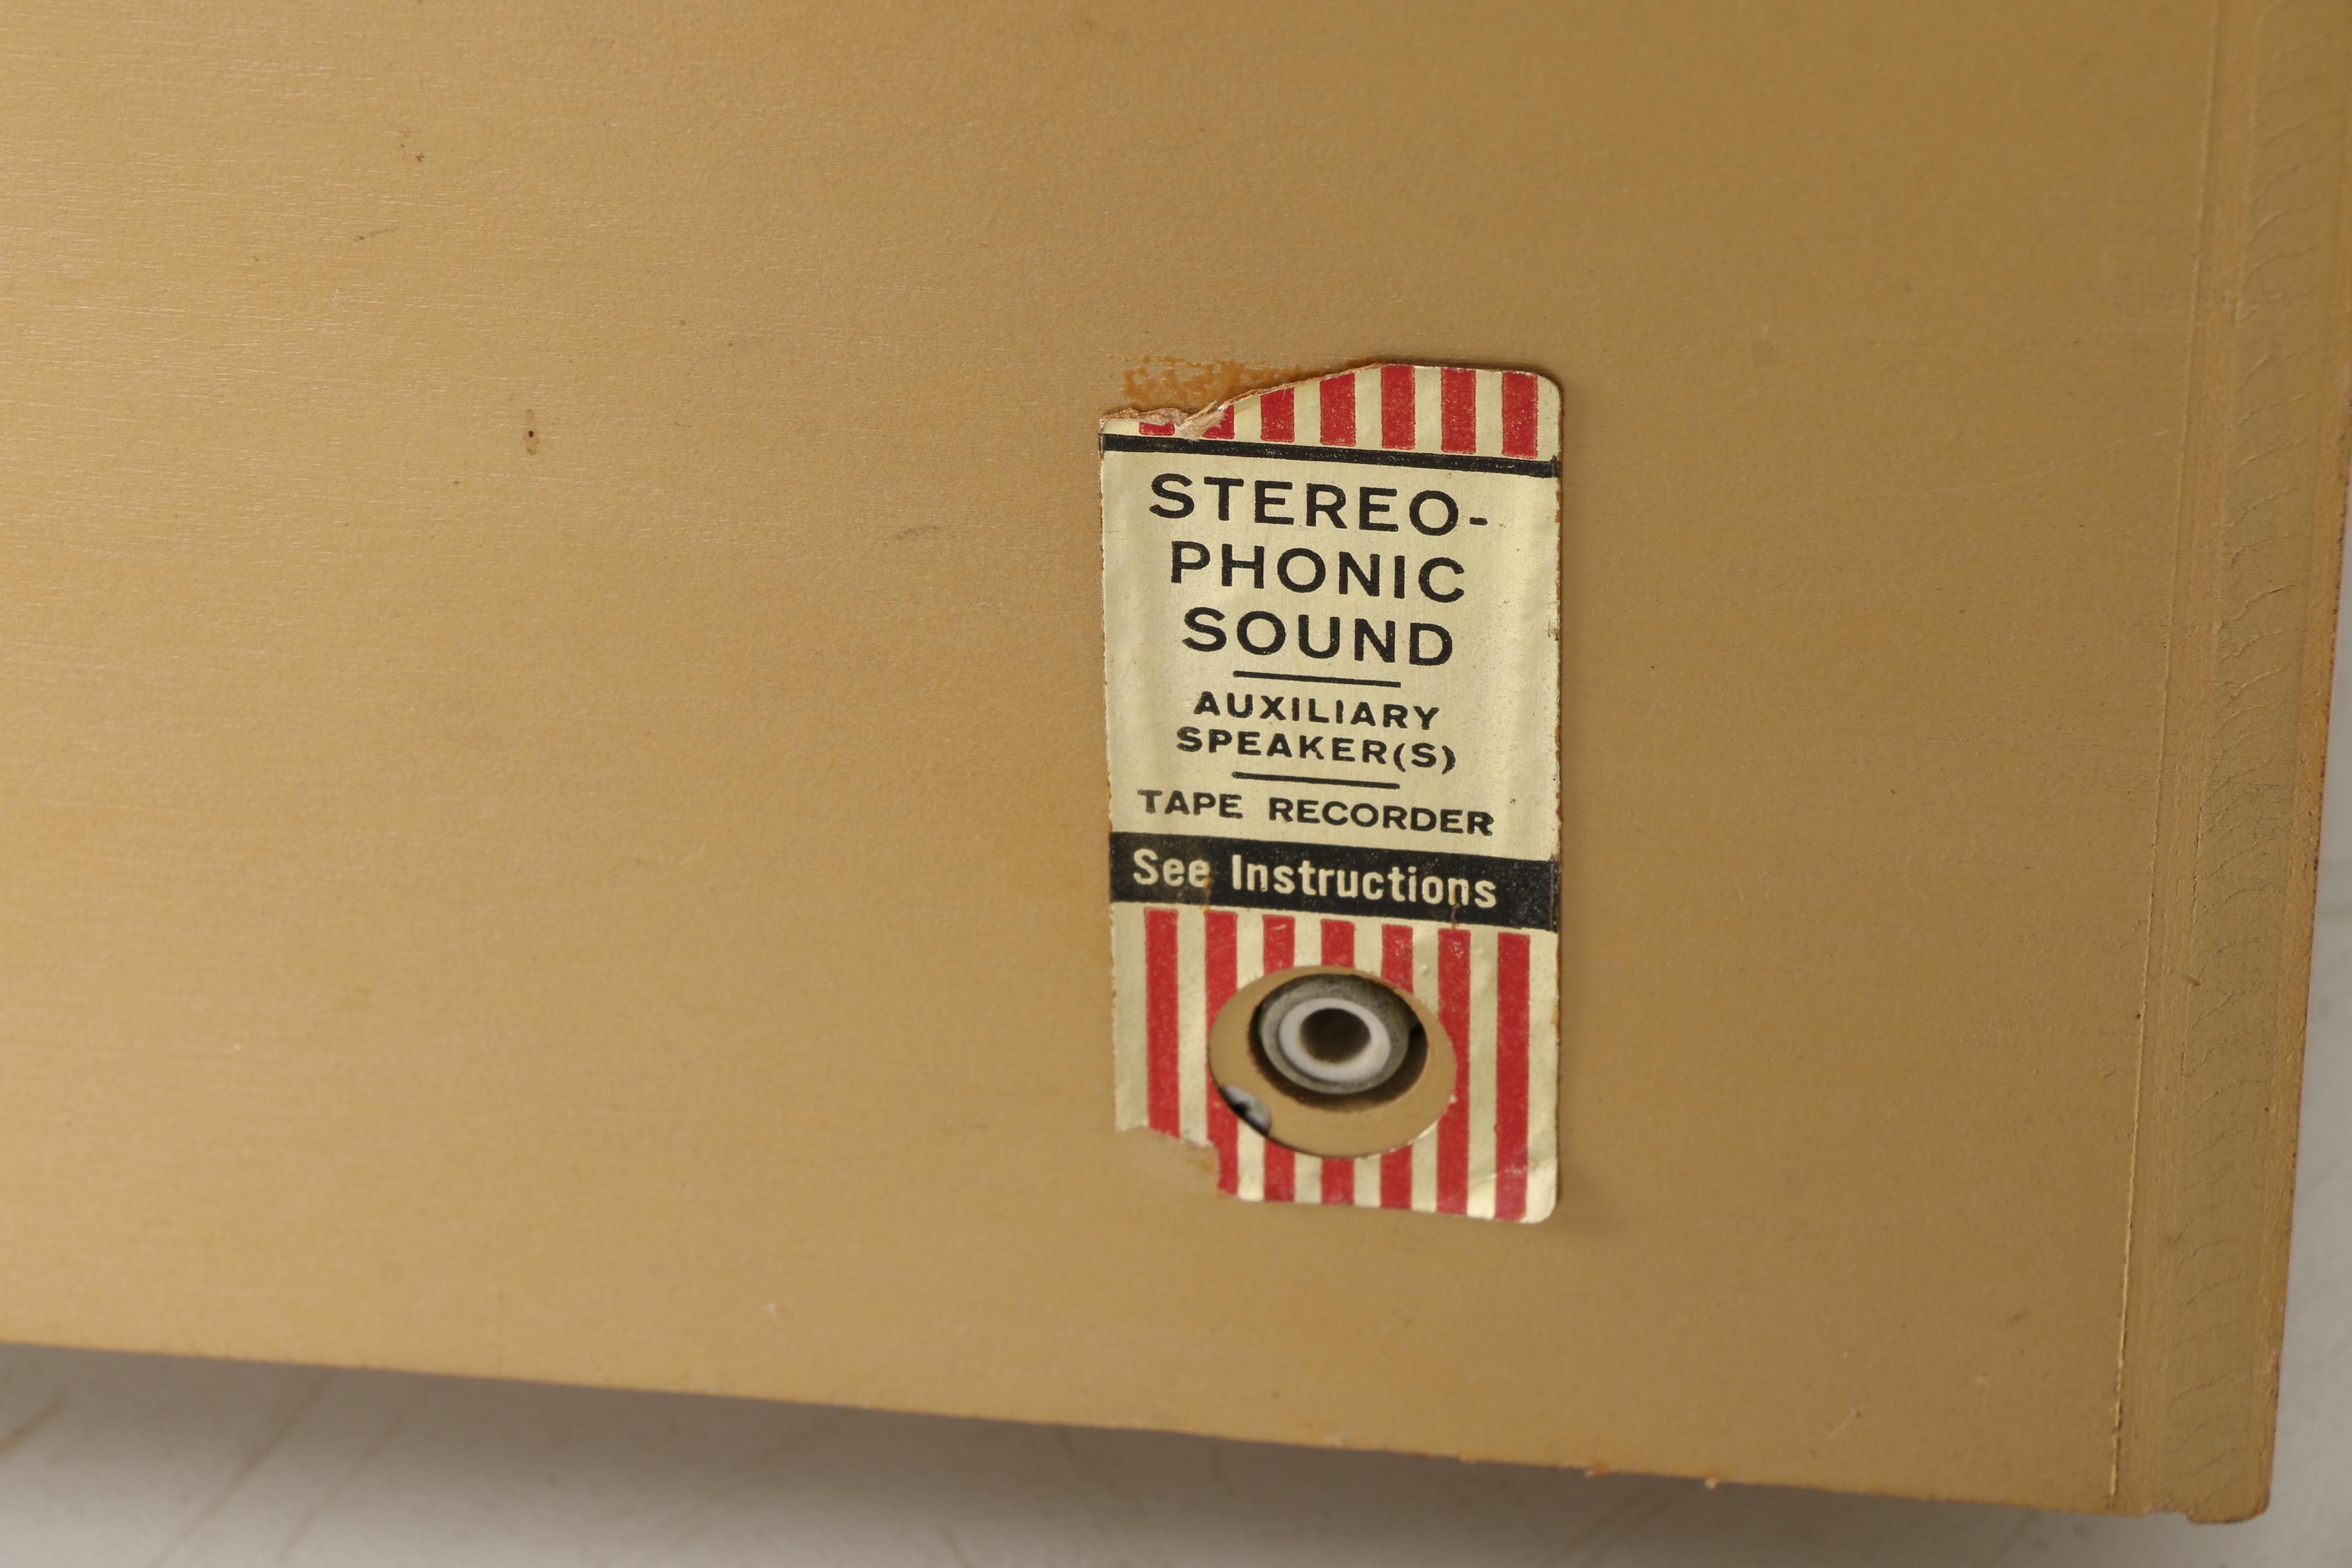 STEREO-
PHONIC
SOUND
AUXILIARY
SPEAKER(S)
TAPE RECORDER
See Instructions